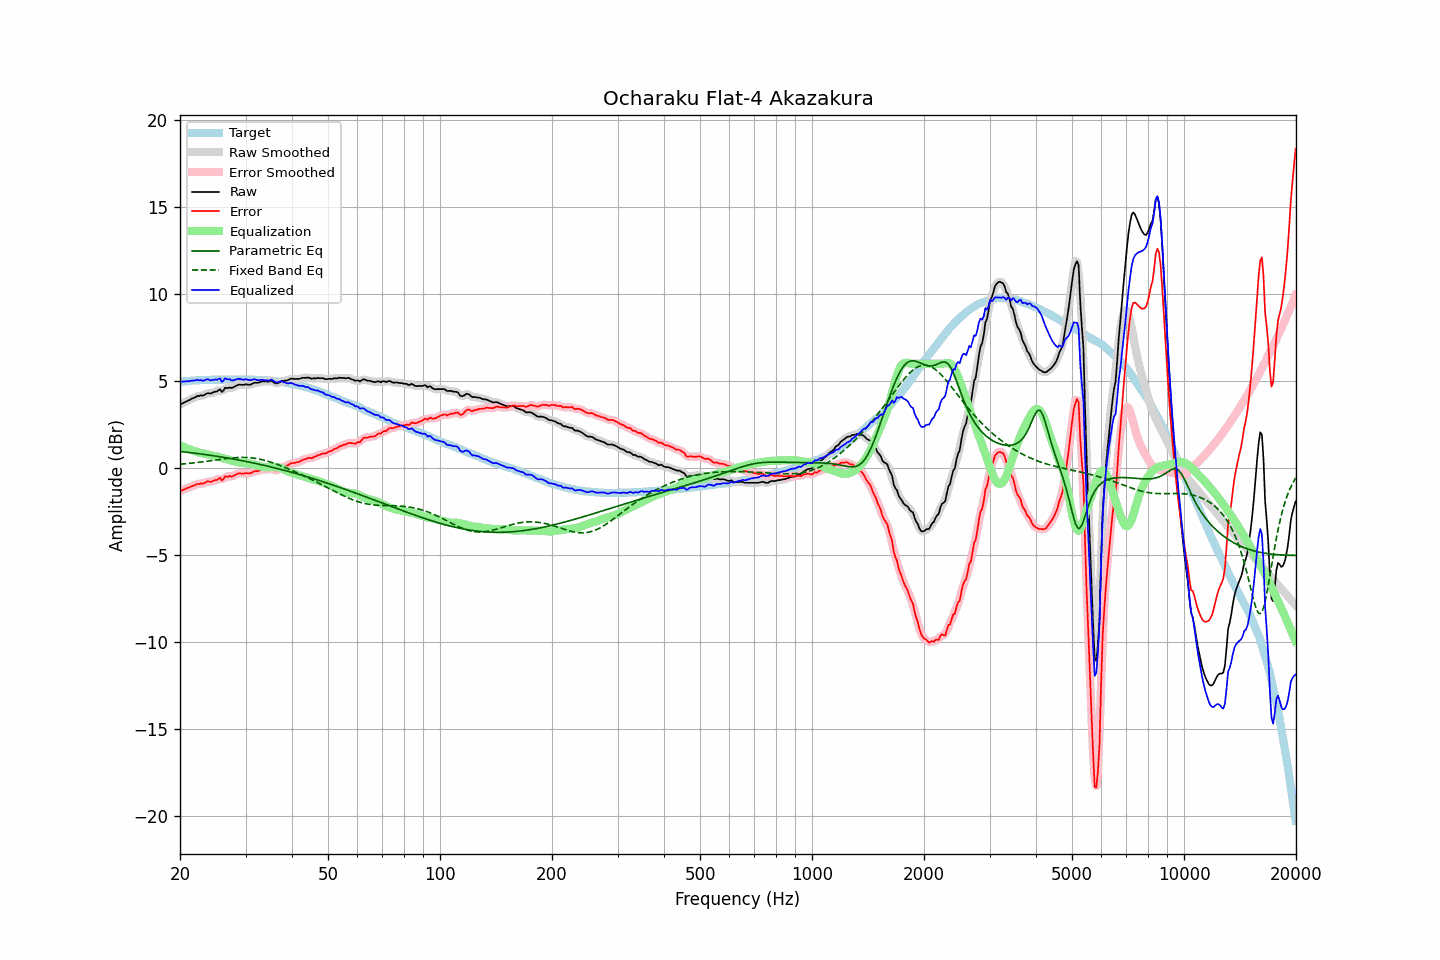 Ocharaku Flat-4 Akazakura
20
15
10
5
0
−5
−10
−15
−20
Amplitude (dBr)
Target
Raw Smoothed
Error Smoothed
Raw
Error
Equalization
Parametric Eq
Fixed Band Eq
Equalized
20 50 100 200 500 1000 2000 5000 10000 20000
Frequency (Hz)